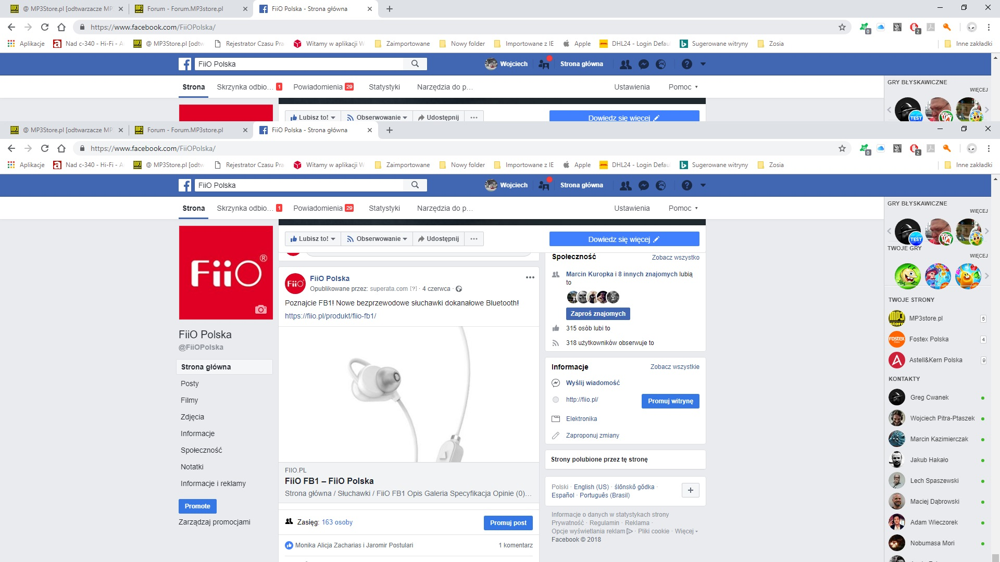 @ MP3Store.pl [odtwarzacze MP
Forum - Forum.MP3store.pl
FiiO Polska - Strona główna
https://www.facebook.com/FiiOPolska/
0
2
Aplikacje
Nad c-340 - Hi-Fi - A
@ MP3Store.pl [odtw
Rejestrator Czasu Pra
Witamy w aplikacji W
Zaimportowane
Nowy folder
Importowane z IE
Apple
DHL24 - Login Defau
Sugerowane witryny
Zosia
Inne zakładki
FiiO Polska
Wojciech
Strona główna
Strona
Skrzynka odbio... 1
Powiadomienia 29
Statystyki
Narzędzia do p...
Ustawienia
Pomoc
GRY BŁYSKAWICZNE
WIĘCEJ
TEST
Lubisz to!
Obserwowanie
Udostępnij
Dowiedz się więcej
@ MP3Store.pl [odtwarzacze MP
Forum - Forum.MP3store.pl
FiiO Polska - Strona główna
https://www.facebook.com/FiiOPolska/
0
2
Aplikacje
Nad c-340 - Hi-Fi - A
@ MP3Store.pl [odtw
Rejestrator Czasu Pra
Witamy w aplikacji W
Zaimportowane
Nowy folder
Importowane z IE
Apple
DHL24 - Login Defau
Sugerowane witryny
Zosia
Inne zakładki
FiiO Polska
Wojciech
Strona główna
Strona
Skrzynka odbio... 1
Powiadomienia 29
Statystyki
Narzędzia do p...
Ustawienia
Pomoc
FiiO®
FiiO Polska
@FiiOPolska
Strona główna
Posty
Filmy
Zdjęcia
Informacje
Społeczność
Notatki
Informacje i reklamy
Promote
Zarządzaj promocjami
Lubisz to!
Obserwowanie
Udostępnij
Dowiedz się więcej
FiiO
FiiO Polska
Opublikowane przez: superata.com [?] · 4 czerwca ·
Poznajcie FB1! Nowe bezprzewodowe słuchawki dokanałowe Bluetooth!
https://fiio.pl/produkt/fiio-fb1/
FIIO.PL
FiiO FB1 – FiiO Polska
Strona główna / Słuchawki / FiiO FB1 Opis Galeria Specyfikacja Opinie (0)...
Zasięg: 163 osoby
Promuj post
Monika Alicja Zacharias i Jaromir Postulari
1 komentarz
Społeczność
Zobacz wszystko
Marcin Kuropka i 8 innych znajomych lubią
to
Zaproś znajomych
315 osób lubi to
318 użytkowników obserwuje to
Informacje
Zobacz wszystkie
Wyślij wiadomość
http://fiio.pl/
Promuj witrynę
Elektronika
Zaproponuj zmiany
Strony polubione przez tę stronę
Polski · English (US) · ślōnskŏ gŏdka ·
Español · Português (Brasil)
Informacje o danych w statystykach strony
Prywatność · Regulamin · Reklama ·
Opcje wyświetlania reklam · Pliki cookie · Więcej
Facebook © 2018
GRY BŁYSKAWICZNE
WIĘCEJ
TEST
TWOJE GRY
WIĘCEJ
TWOJE STRONY
MP3 store
MP3store.pl 5
FOSTEX
Fostex Polska 4
Astell&Kern Polska 9
KONTAKTY
Greg Cwanek
Wojciech Pitra-Ptaszek
Marcin Kazimierczak
Jakub Hakało
Lech Spaszewski
Maciej Dąbrowski
Adam Wieczorek
Nobumasa Mori